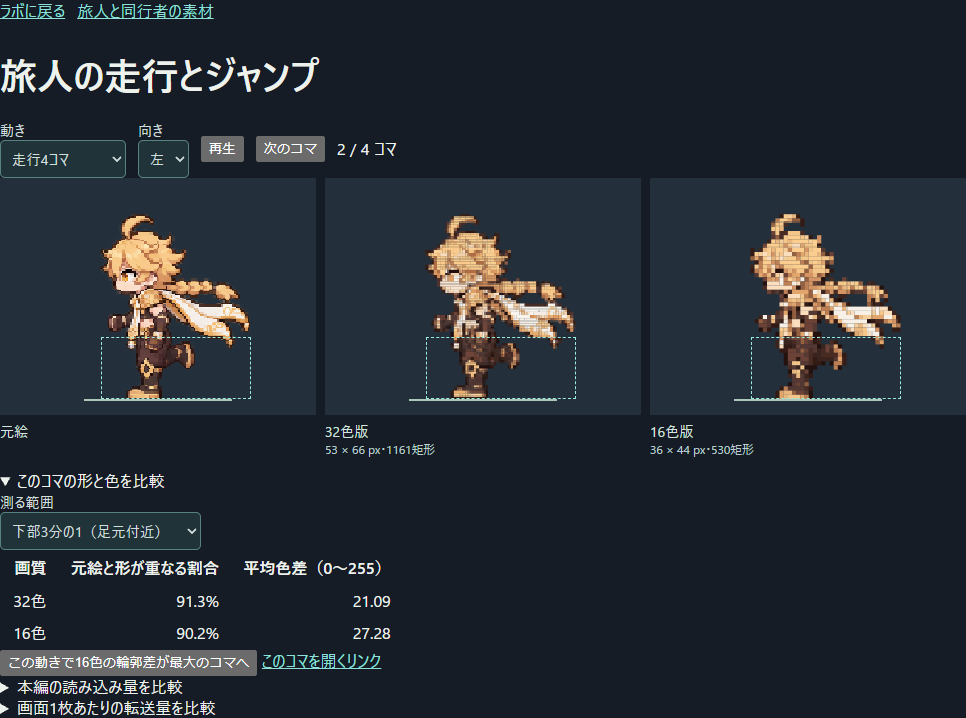 ラボに戻る 旅人と同行者の素材
旅人の走行とジャンプ
動き 向き
走行4コマ 左 再生 次のコマ 2 / 4 コマ
元絵 32色版 16色版
53 × 66 px・1161矩形 36 × 44 px・530矩形
▼ このコマの形と色を比較
測る範囲
下部3分の1（足元付近）
画質 元絵と形が重なる割合 平均色差（0～255）
32色 91.3% 21.09
16色 90.2% 27.28
この動きで16色の輪郭差が最大のコマへ このコマを開くリンク
▶ 本編の読み込み量を比較
▶ 画面1枚あたりの転送量を比較